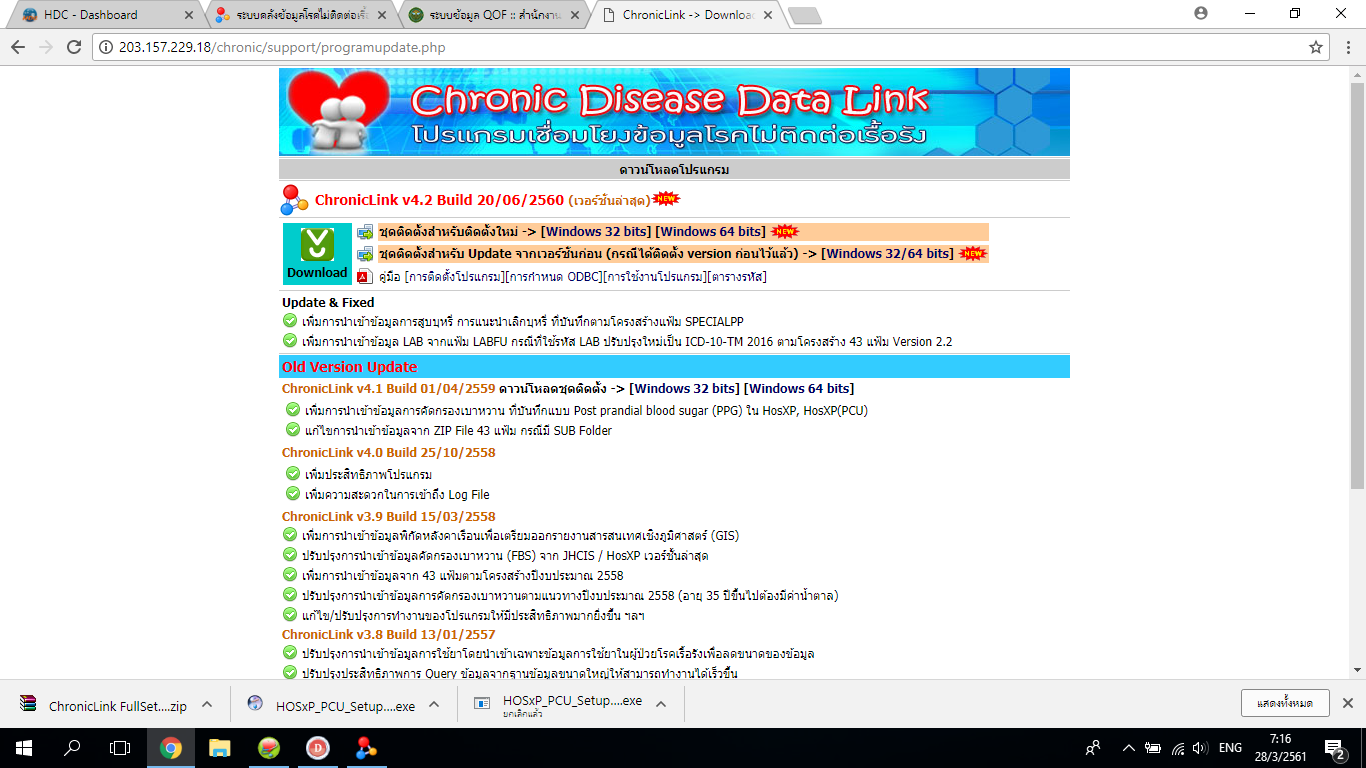 HDC - Dashboard
ระบบคลังข้อมูลโรคไม่ติดต่อเรื้อ
ระบบข้อมูล QOF :: สำนักงาน
ChronicLink -> Download
203.157.229.18/chronic/support/programupdate.php
Chronic Disease Data Link
โปรแกรมเชื่อมโยงข้อมูลโรคไม่ติดต่อเรื้อรัง
ดาวน์โหลดโปรแกรม
ChronicLink v4.2 Build 20/06/2560 (เวอร์ชั่นล่าสุด) NEW
Download
ชุดติดตั้งสำหรับติดตั้งใหม่ -> [Windows 32 bits] [Windows 64 bits] NEW
ชุดติดตั้งสำหรับ Update จากเวอร์ชั่นก่อน (กรณีได้ติดตั้ง version ก่อนไว้แล้ว) -> [Windows 32/64 bits] NEW
คู่มือ [การติดตั้งโปรแกรม][การกำหนด ODBC][การใช้งานโปรแกรม][ตารางรหัส]
Update & Fixed
เพิ่มการนำเข้าข้อมูลการสูบบุหรี่ การแนะนำเลิกบุหรี่ ที่บันทึกตามโครงสร้างแฟ้ม SPECIALPP
เพิ่มการนำเข้าข้อมูล LAB จากแฟ้ม LABFU กรณีที่ใช้รหัส LAB ปรับปรุงใหม่เป็น ICD-10-TM 2016 ตามโครงสร้าง 43 แฟ้ม Version 2.2
Old Version Update
ChronicLink v4.1 Build 01/04/2559 ดาวน์โหลดชุดติดตั้ง -> [Windows 32 bits] [Windows 64 bits]
เพิ่มการนำเข้าข้อมูลการคัดกรองเบาหวาน ที่บันทึกแบบ Post prandial blood sugar (PPG) ใน HosXP, HosXP(PCU)
แก้ไขการนำเข้าข้อมูลจาก ZIP File 43 แฟ้ม กรณีมี SUB Folder
ChronicLink v4.0 Build 25/10/2558
เพิ่มประสิทธิภาพโปรแกรม
เพิ่มความสะดวกในการเข้าถึง Log File
ChronicLink v3.9 Build 15/03/2558
เพิ่มการนำเข้าข้อมูลพิกัดหลังคาเรือนเพื่อเตรียมออกรายงานสารสนเทศเชิงภูมิศาสตร์ (GIS)
ปรับปรุงการนำเข้าข้อมูลคัดกรองเบาหวาน (FBS) จาก JHCIS / HosXP เวอร์ชั่นล่าสุด
เพิ่มการนำเข้าข้อมูลจาก 43 แฟ้มตามโครงสร้างปีงบประมาณ 2558
ปรับปรุงการนำเข้าข้อมูลการคัดกรองเบาหวานตามแนวทางปีงบประมาณ 2558 (อายุ 35 ปีขึ้นไปต้องมีค่าน้ำตาล)
แก้ไข/ปรับปรุงการทำงานของโปรแกรมให้มีประสิทธิภาพมากยิ่งขึ้น ฯลฯ
ChronicLink v3.8 Build 13/01/2557
ปรับปรุงการนำเข้าข้อมูลการใช้ยาโดยนำเข้าเฉพาะข้อมูลการใช้ยาในผู้ป่วยโรคเรื้อรังเพื่อลดขนาดของข้อมูล
ปรับปรุงประสิทธิภาพการ Query ข้อมูลจากฐานข้อมูลขนาดใหญ่ให้สามารถทำงานได้เร็วขึ้น
ChronicLink FullSet....zip
HOSxP_PCU_Setup....exe
HOSxP_PCU_Setup....exe
ยกเลิกแล้ว
แสดงทั้งหมด
ENG
7:16
28/3/2561
2